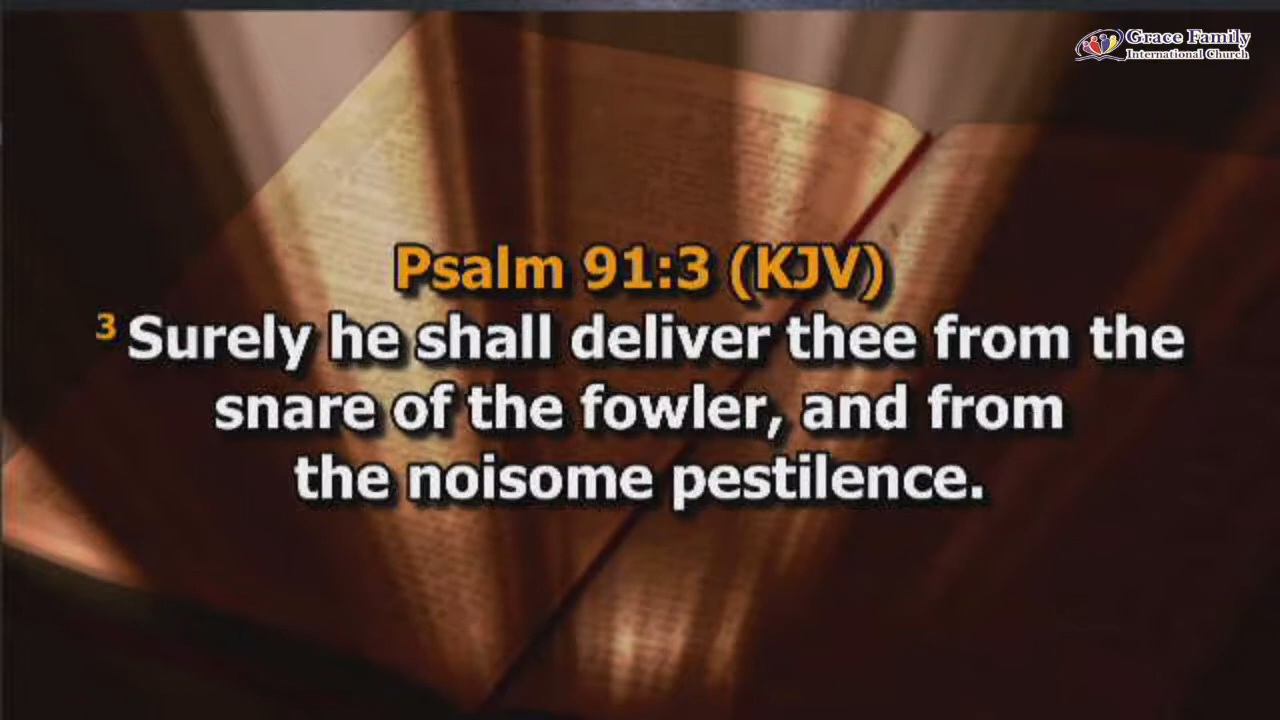 Grace Family
International Church
Psalm 91:3 (KJV)
3 Surely he shall deliver thee from the
snare of the fowler, and from
the noisome pestilence.